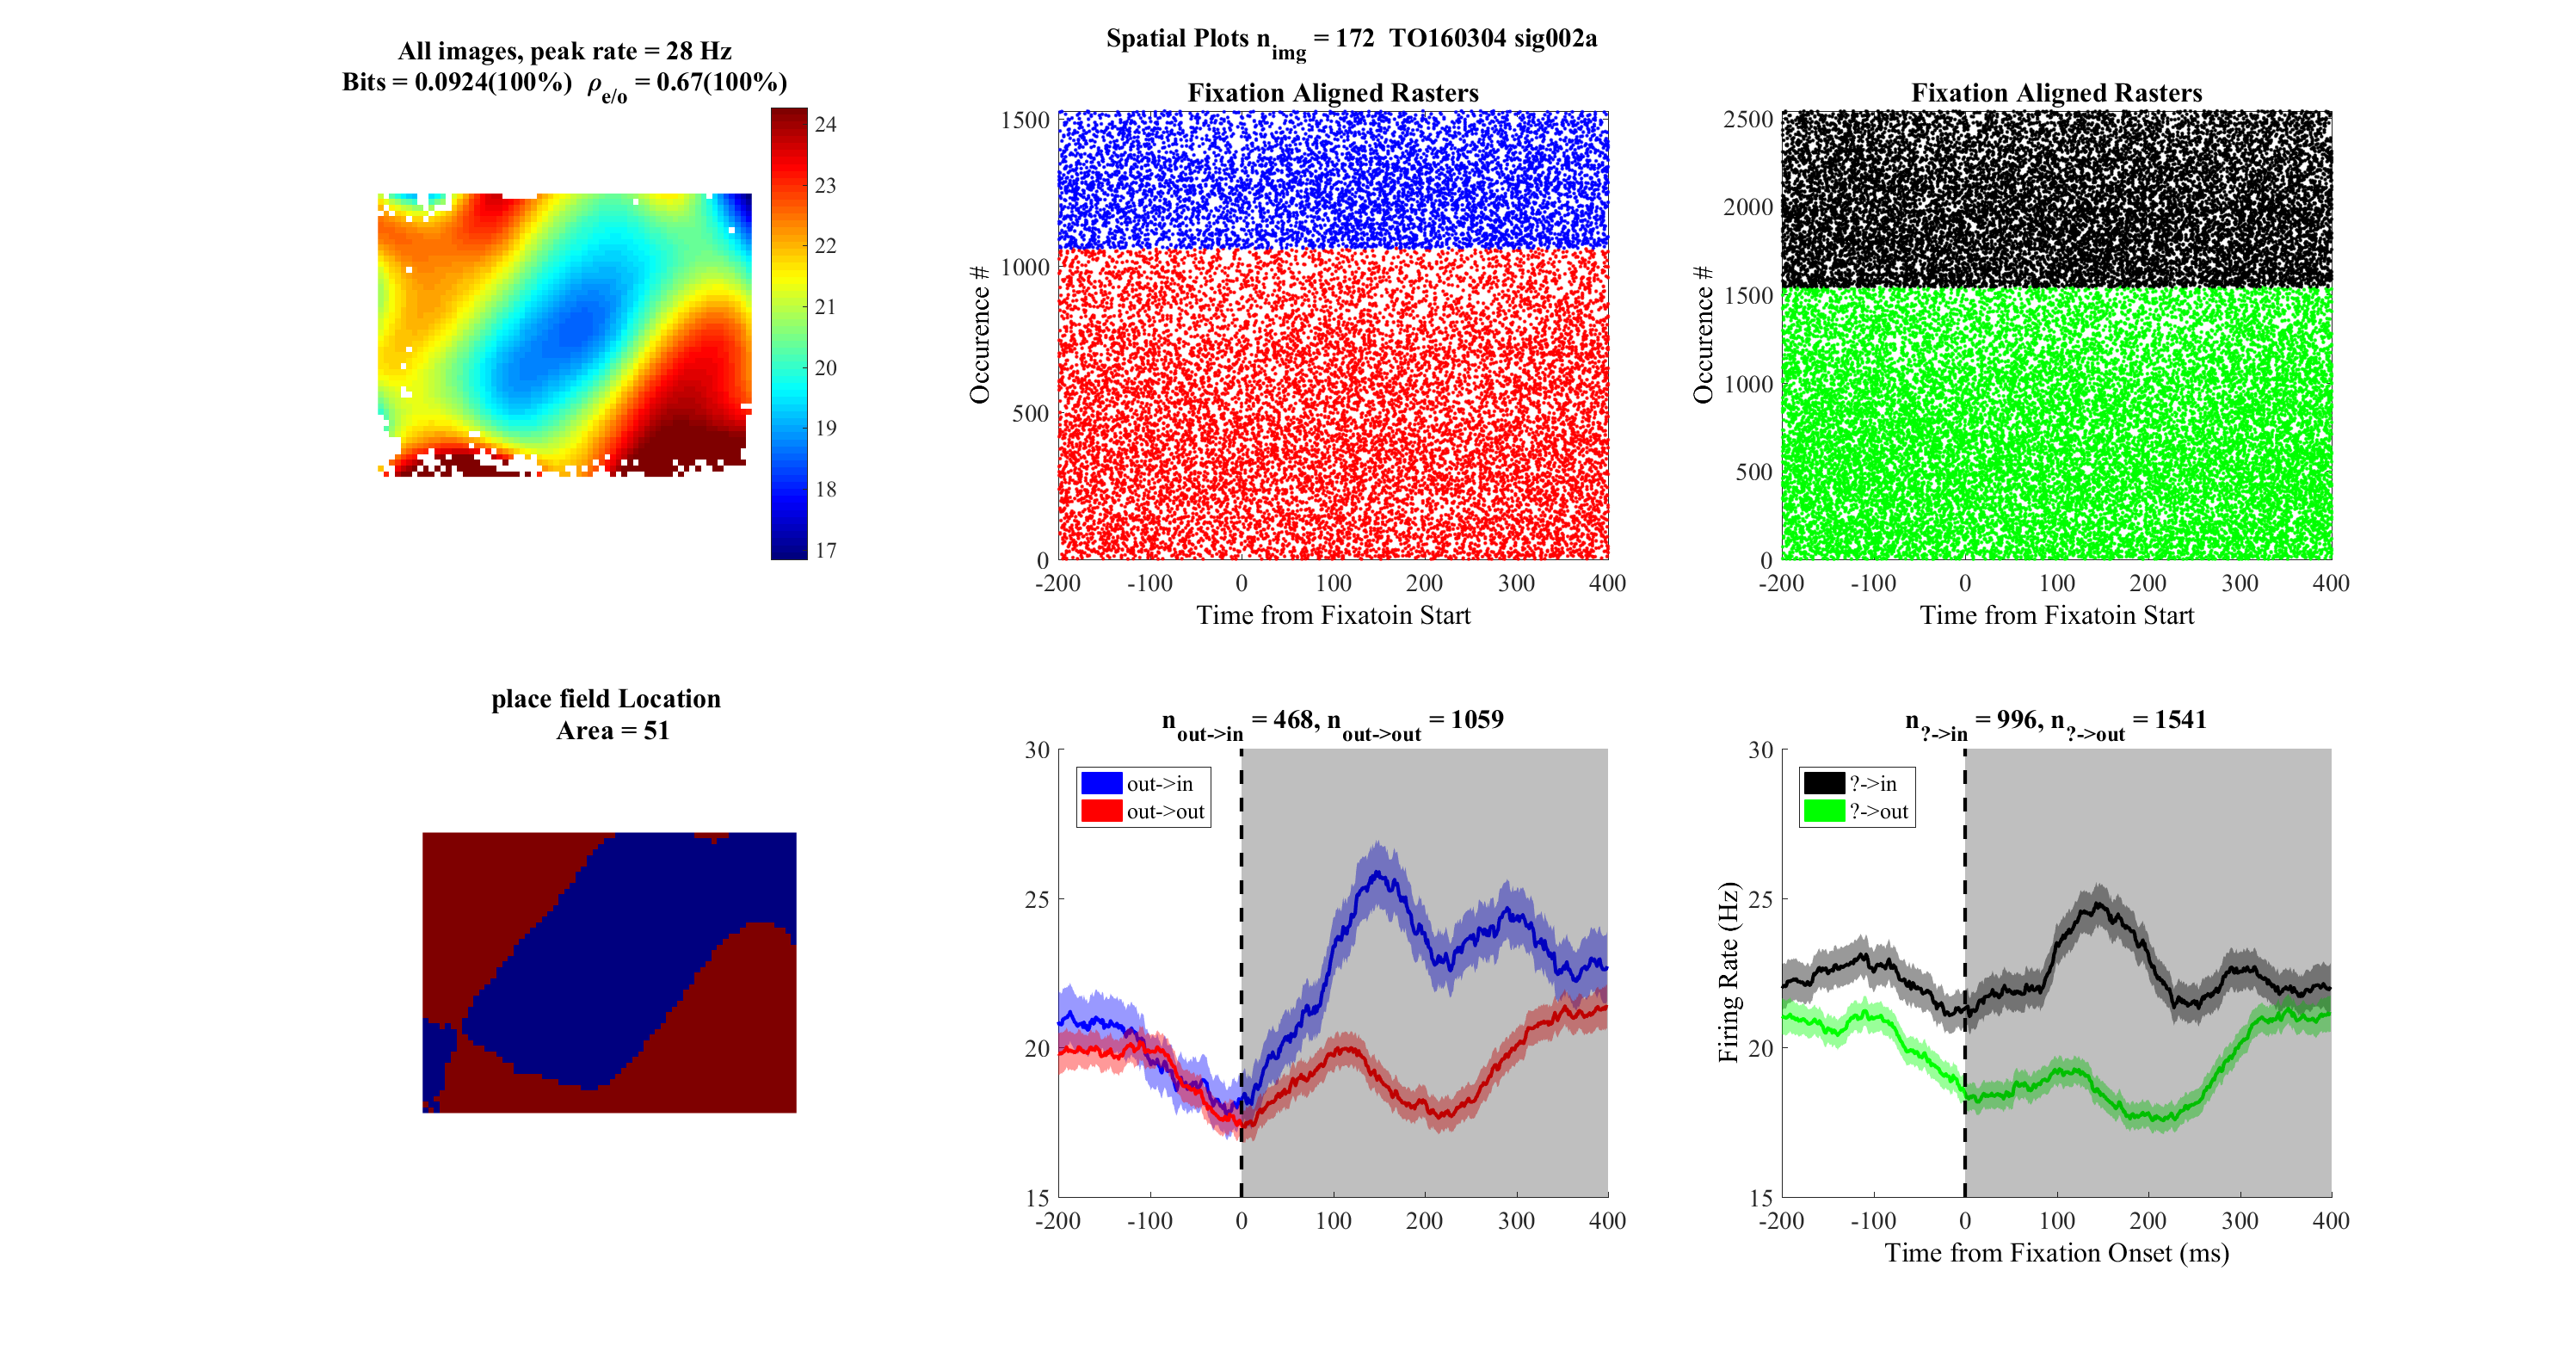 Spatial Plots n_img = 172  TO160304 sig002a
All images, peak rate = 28 Hz
Bits = 0.0924(100%)  ρ_e/o = 0.67(100%)
24
23
22
21
20
19
18
17
Fixation Aligned Rasters
Occurence #
1500
1000
500
0
-200 -100 0 100 200 300 400
Time from Fixatoin Start
Fixation Aligned Rasters
Occurence #
2500
2000
1500
1000
500
0
-200 -100 0 100 200 300 400
Time from Fixatoin Start
place field Location
Area = 51
n_out->in = 468, n_out->out = 1059
30
25
20
15
out->in
out->out
-200 -100 0 100 200 300 400
n_?->in = 996, n_?->out = 1541
Firing Rate (Hz)
30
25
20
15
?->in
?->out
-200 -100 0 100 200 300 400
Time from Fixation Onset (ms)